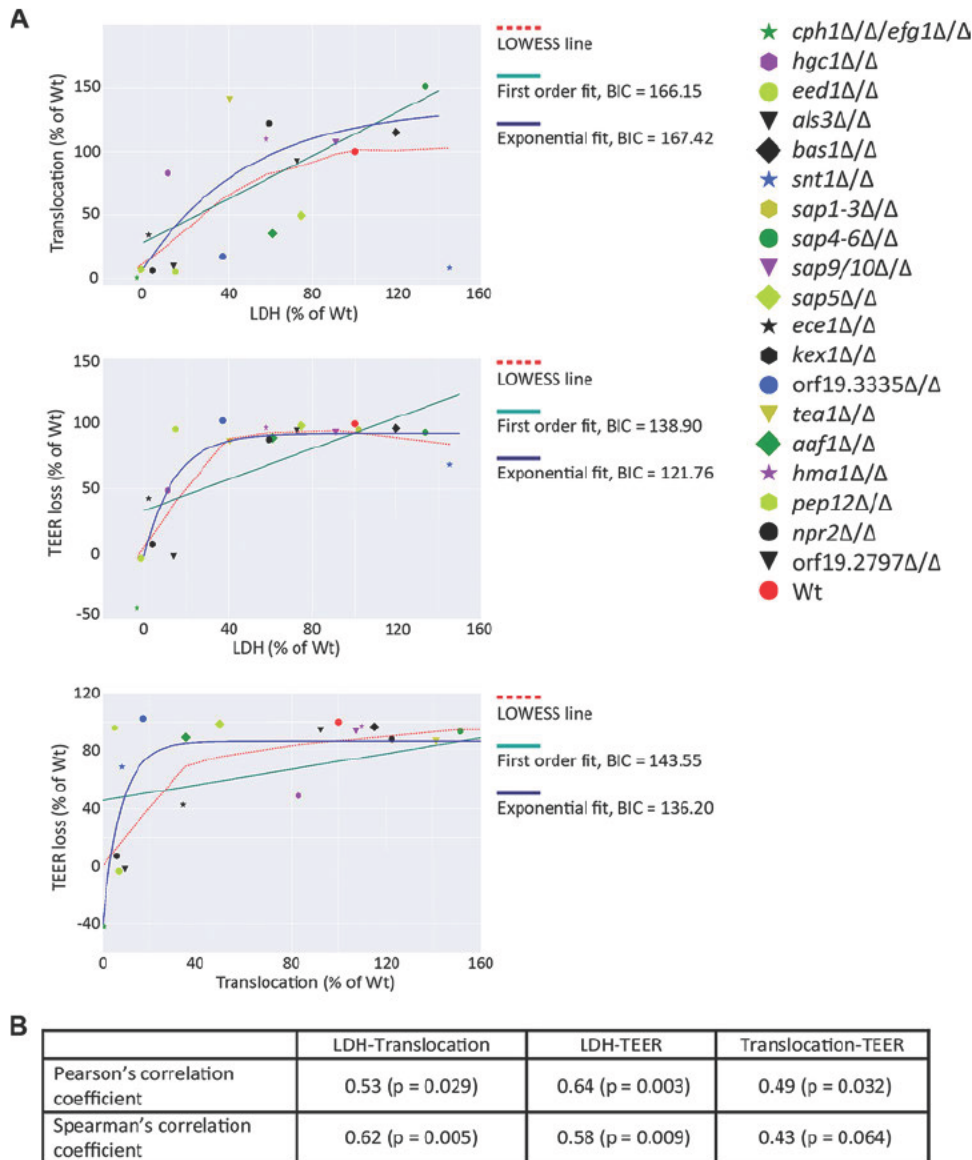 A
Translocation (% of Wt)
150
100
50
0
0 40 80 120 160
LDH (% of Wt)
LOWESS line
First order fit, BIC = 166.15
Exponential fit, BIC = 167.42
TEER loss (% of Wt)
150
100
50
0
-50
0 40 80 120 160
LDH (% of Wt)
LOWESS line
First order fit, BIC = 138.90
Exponential fit, BIC = 121.76
TEER loss (% of Wt)
120
80
40
0
-40
0 40 80 120 160
Translocation (% of Wt)
LOWESS line
First order fit, BIC = 143.55
Exponential fit, BIC = 136.20
cph1Δ/Δ/efg1Δ/Δ
hgc1Δ/Δ
eed1Δ/Δ
als3Δ/Δ
bas1Δ/Δ
snt1Δ/Δ
sap1-3Δ/Δ
sap4-6Δ/Δ
sap9/10Δ/Δ
sap5Δ/Δ
ece1Δ/Δ
kex1Δ/Δ
orf19.3335Δ/Δ
tea1Δ/Δ
aaf1Δ/Δ
hma1Δ/Δ
pep12Δ/Δ
npr2Δ/Δ
orf19.2797Δ/Δ
Wt
B
LDH-Translocation LDH-TEER Translocation-TEER
Pearson's correlation
coefficient
0.53 (p = 0.029) 0.64 (p = 0.003) 0.49 (p = 0.032)
Spearman's correlation
coefficient
0.62 (p = 0.005) 0.58 (p = 0.009) 0.43 (p = 0.064)